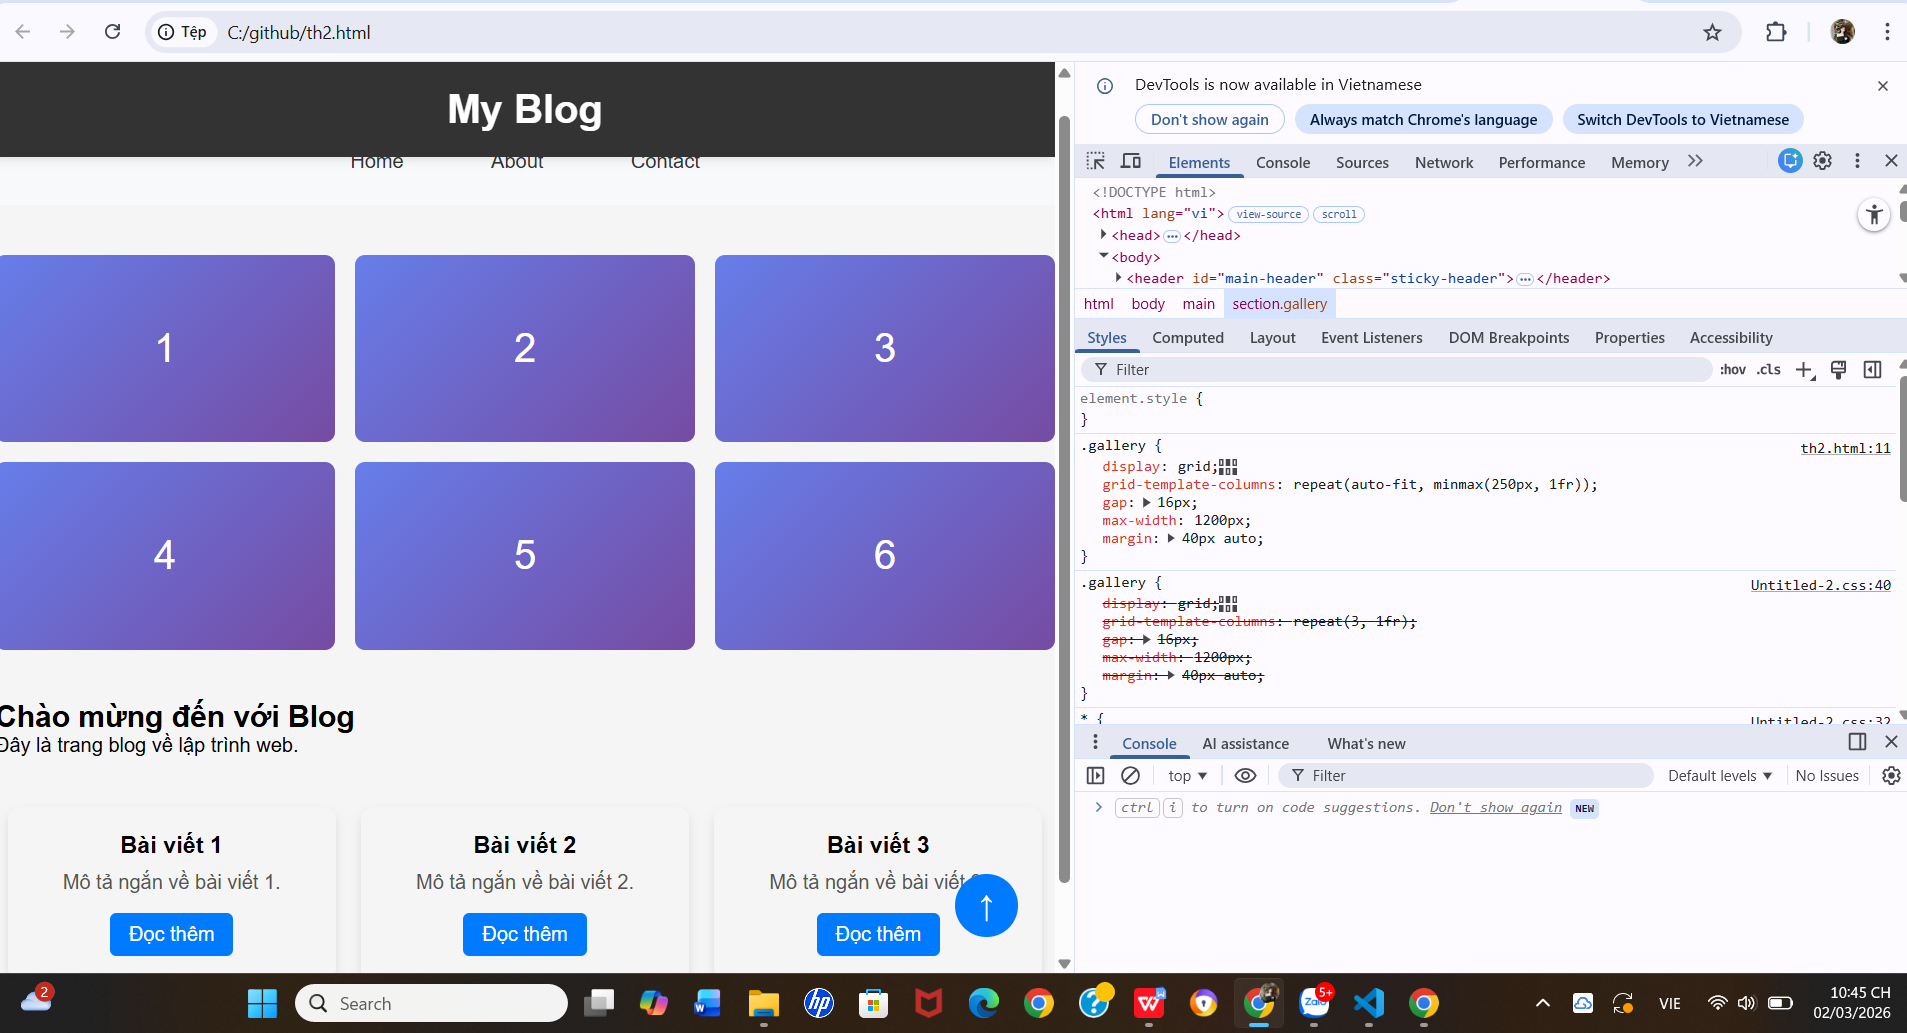 Tệp
C:/github/th2.html
My Blog
Home About Contact
1 2 3
4 5 6
Chào mừng đến với Blog
Đây là trang blog về lập trình web.
Bài viết 1 Bài viết 2 Bài viết 3
Mô tả ngắn về bài viết 1. Mô tả ngắn về bài viết 2. Mô tả ngắn về bài viết
Đọc thêm Đọc thêm Đọc thêm
↑
DevTools is now available in Vietnamese
Don't show again Always match Chrome's language Switch DevTools to Vietnamese
Elements Console Sources Network Performance Memory
<!DOCTYPE html>
<html lang="vi"> view-source scroll
<head> ··· </head>
<body>
<header id="main-header" class="sticky-header"> ··· </header>
html body main section.gallery
Styles Computed Layout Event Listeners DOM Breakpoints Properties Accessibility
Filter :hov .cls
element.style {
}
.gallery { th2.html:11
display: grid;
grid-template-columns: repeat(auto-fit, minmax(250px, 1fr));
gap: 16px;
max-width: 1200px;
margin: 40px auto;
}
.gallery { Untitled-2.css:40
display: grid;
grid-template-columns: repeat(3, 1fr);
gap: 16px;
max-width: 1200px;
margin: 40px auto;
}
* { Untitled-2.css:32
Console AI assistance What's new
top Filter Default levels No Issues
ctrl i to turn on code suggestions. Don't show again NEW
2 Search 5+ Zalo VIE
10:45 CH
02/03/2026